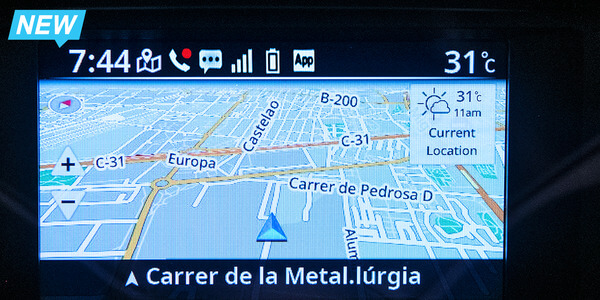 NEW
7:44 App 31°C
B-200
Castelao
31°C
11am
Current
Location
C-31
C-31
Europa
Carrer de Pedrosa D
Alum
Carrer de la Metal.lúrgia